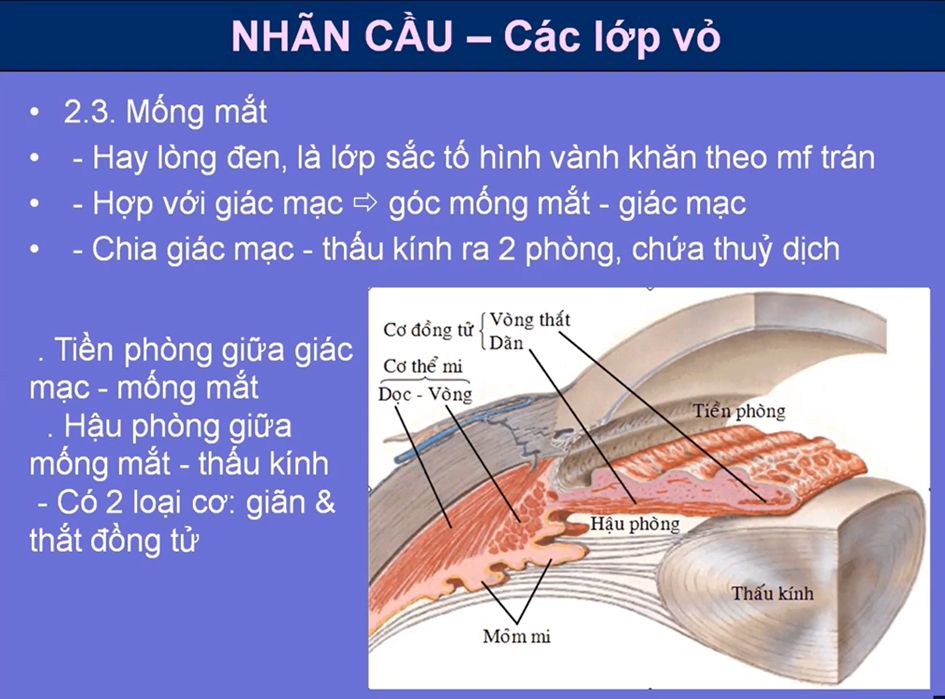 NHÃN CẦU – Các lớp vỏ
• 2.3. Mống mắt
• - Hay lòng đen, là lớp sắc tố hình vành khăn theo mf trán
• - Hợp với giác mạc ⇨ góc mống mắt - giác mạc
• - Chia giác mạc - thấu kính ra 2 phòng, chứa thuỷ dịch
. Tiền phòng giữa giác
mạc - mống mắt
. Hậu phòng giữa
mống mắt - thấu kính
- Có 2 loại cơ: giãn &
thắt đồng tử
Cơ đồng tử { Vòng thắt
Dãn
Cơ thể mi
Dọc - Vòng
Tiền phòng
Hậu phòng
Thấu kính
Mỏm mi